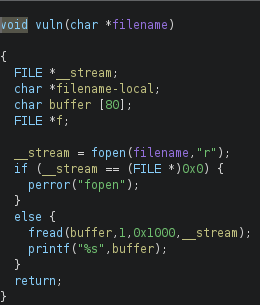 void vuln(char *filename)
{
  FILE *__stream;
  char *filename-local;
  char buffer [80];
  FILE *f;
  __stream = fopen(filename,"r");
  if (__stream == (FILE *)0x0) {
    perror("fopen");
  }
  else {
    fread(buffer,1,0x1000,__stream);
    printf("%s",buffer);
  }
  return;
}